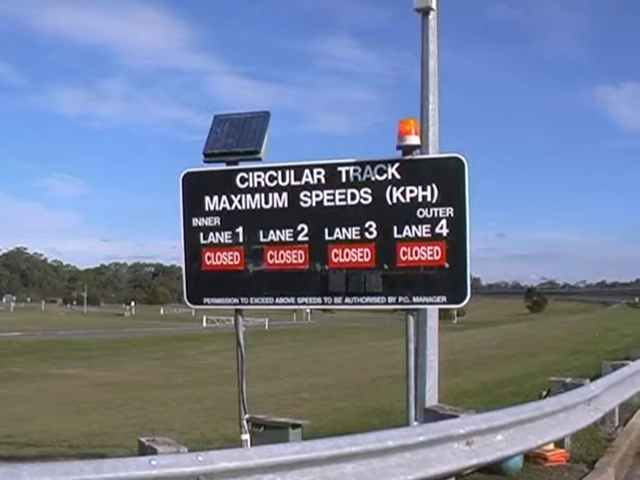 CIRCULAR TRACK
MAXIMUM SPEEDS (KPH)
INNER OUTER
LANE 1 LANE 2 LANE 3 LANE 4
CLOSED CLOSED CLOSED CLOSED
PERMISSION TO EXCEED ABOVE SPEEDS TO BE AUTHORISED BY P.G. MANAGER